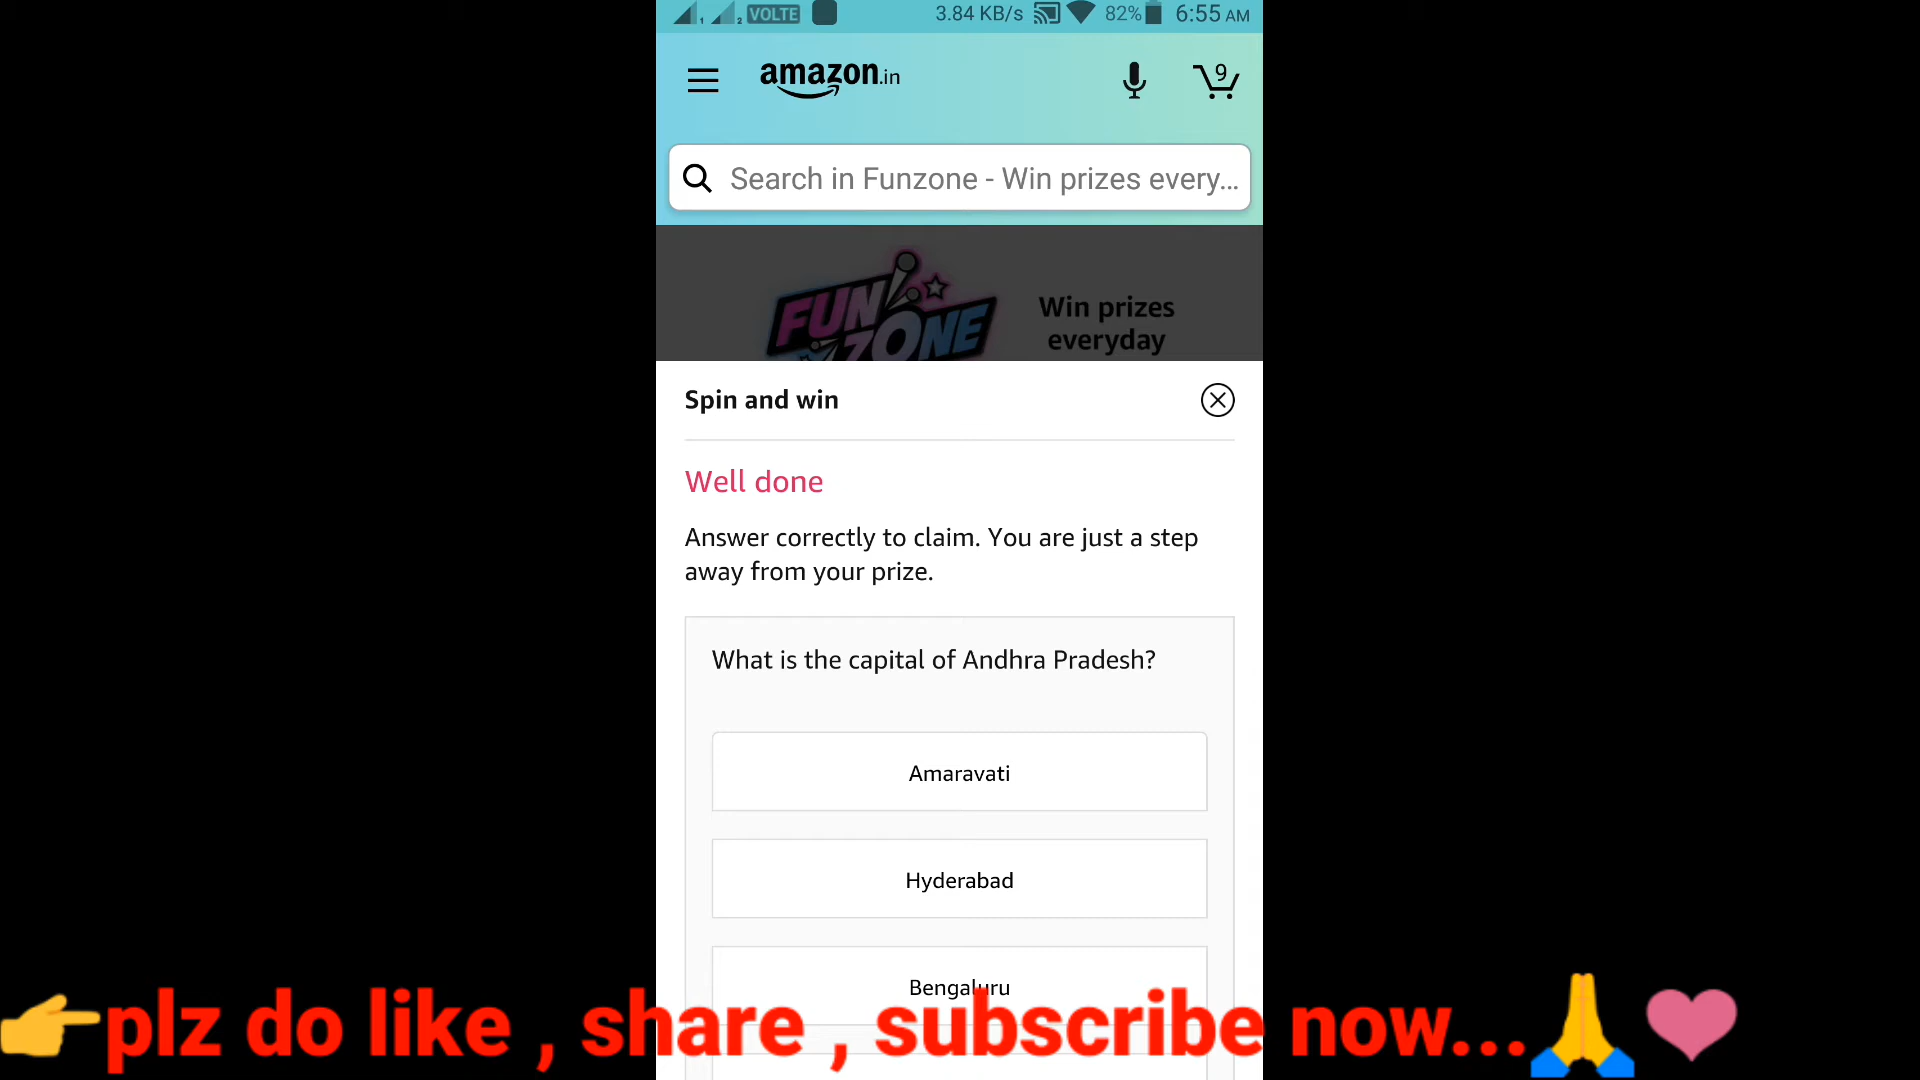 1 2 VOLTE 3.84 KB/s 82% 6:55 AM
amazon.in 9
Search in Funzone - Win prizes every...
FUN ZONE
Win prizes
everyday
Spin and win
Well done
Answer correctly to claim. You are just a step
away from your prize.
What is the capital of Andhra Pradesh?
Amaravati
Hyderabad
Bengaluru
👉plz do like , share , subscribe now...🙏❤